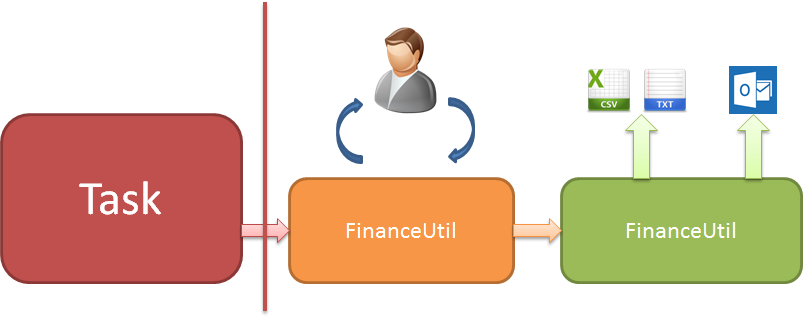 Task
FinanceUtil
FinanceUtil
X
CSV
TXT
O